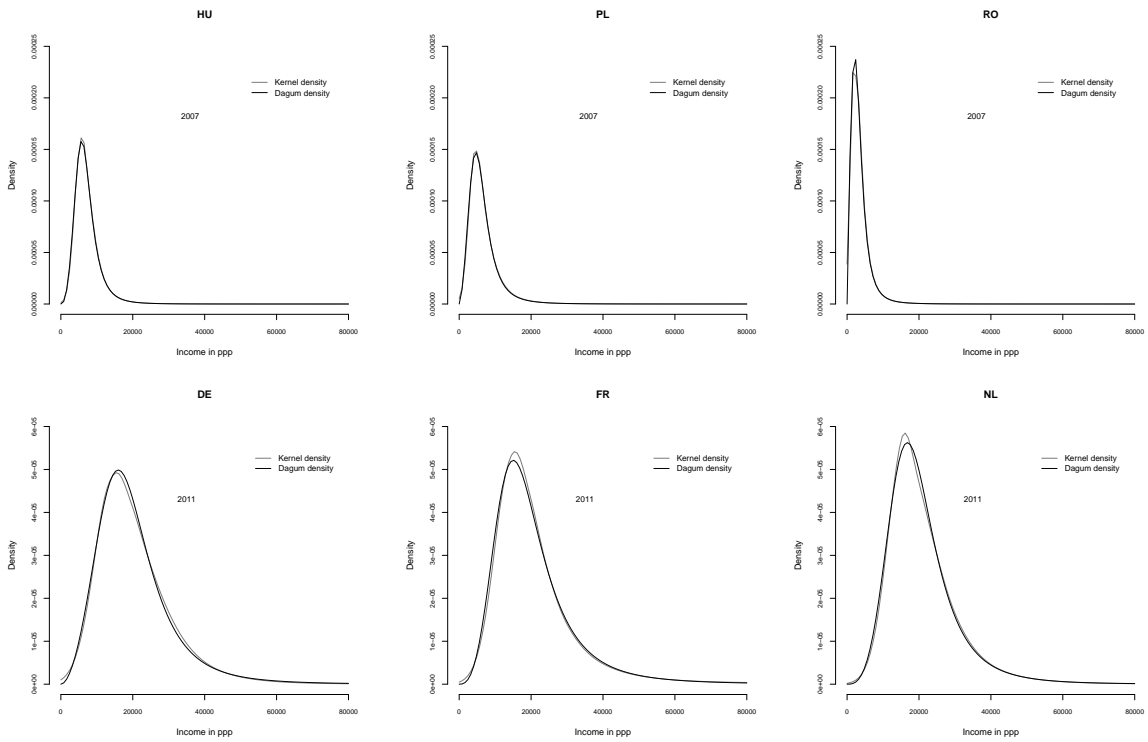 HU
0.00025
0.00020
0.00015
0.00010
0.00005
0.00000
Density
Kernel density
Dagum density
2007
0 20000 40000 60000 80000
Income in ppp
PL
0.00025
0.00020
0.00015
0.00010
0.00005
0.00000
Density
Kernel density
Dagum density
2007
0 20000 40000 60000 80000
Income in ppp
RO
0.00025
0.00020
0.00015
0.00010
0.00005
0.00000
Density
Kernel density
Dagum density
2007
0 20000 40000 60000 80000
Income in ppp
DE
6e-05
5e-05
4e-05
3e-05
2e-05
1e-05
0e+00
Density
Kernel density
Dagum density
2011
0 20000 40000 60000 80000
Income in ppp
FR
6e-05
5e-05
4e-05
3e-05
2e-05
1e-05
0e+00
Density
Kernel density
Dagum density
2011
0 20000 40000 60000 80000
Income in ppp
NL
6e-05
5e-05
4e-05
3e-05
2e-05
1e-05
0e+00
Density
Kernel density
Dagum density
2011
0 20000 40000 60000 80000
Income in ppp